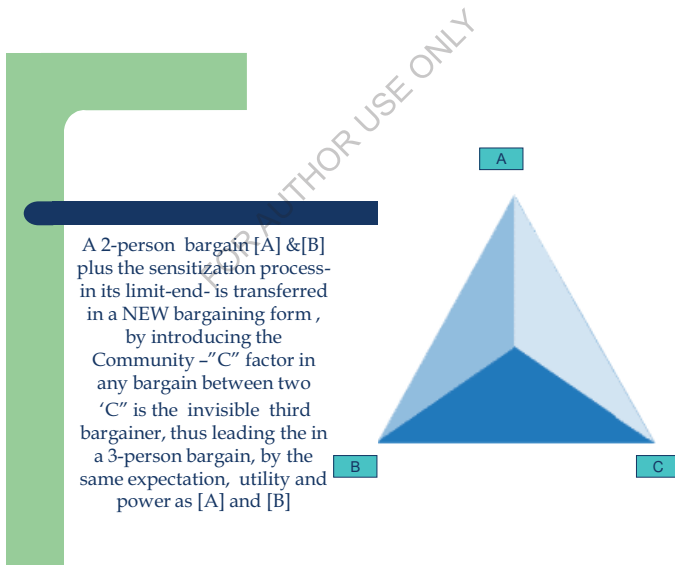 FOR AUTHOR USE ONLY
A
A 2-person bargain [A] &[B]
plus the sensitization process-
in its limit-end- is transferred
in a NEW bargaining form ,
by introducing the
Community –”C” factor in
any bargain between two
‘C” is the invisible third
bargainer, thus leading the in
a 3-person bargain, by the
same expectation, utility and
power as [A] and [B]
B
C